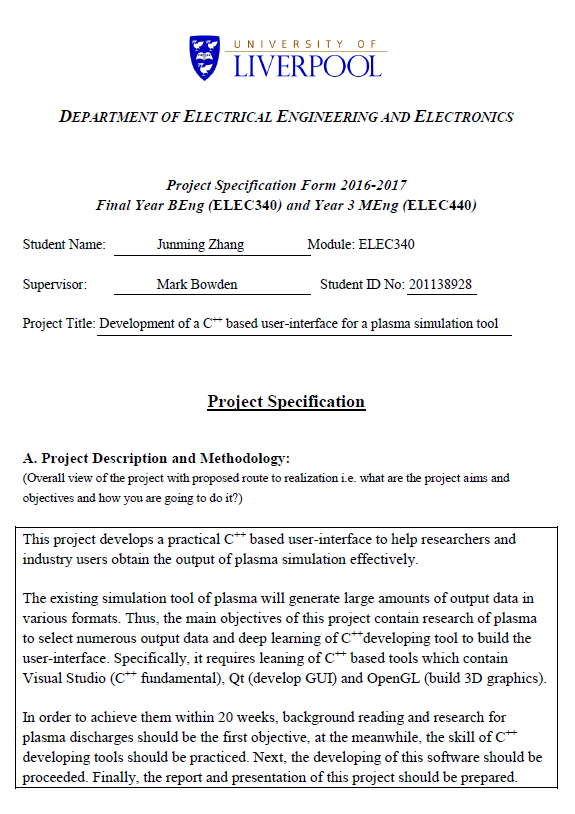 UNIVERSITY OF
LIVERPOOL
DEPARTMENT OF ELECTRICAL ENGINEERING AND ELECTRONICS
Project Specification Form 2016-2017
Final Year BEng (ELEC340) and Year 3 MEng (ELEC440)
Student Name: Junming Zhang Module: ELEC340
Supervisor: Mark Bowden Student ID No: 201138928
Project Title: Development of a C++ based user-interface for a plasma simulation tool
Project Specification
A. Project Description and Methodology:
(Overall view of the project with proposed route to realization i.e. what are the project aims and
objectives and how you are going to do it?)
This project develops a practical C++ based user-interface to help researchers and
industry users obtain the output of plasma simulation effectively.
The existing simulation tool of plasma will generate large amounts of output data in
various formats. Thus, the main objectives of this project contain research of plasma
to select numerous output data and deep learning of C++developing tool to build the
user-interface. Specifically, it requires leaning of C++ based tools which contain
Visual Studio (C++ fundamental), Qt (develop GUI) and OpenGL (build 3D graphics).
In order to achieve them within 20 weeks, background reading and research for
plasma discharges should be the first objective, at the meanwhile, the skill of C++
developing tools should be practiced. Next, the developing of this software should be
proceeded. Finally, the report and presentation of this project should be prepared.